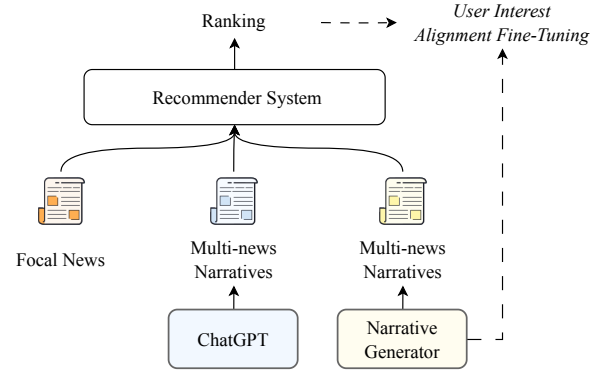 Ranking
User Interest
Alignment Fine-Tuning
Recommender System
Focal News
Multi-news
Narratives
Multi-news
Narratives
ChatGPT
Narrative
Generator